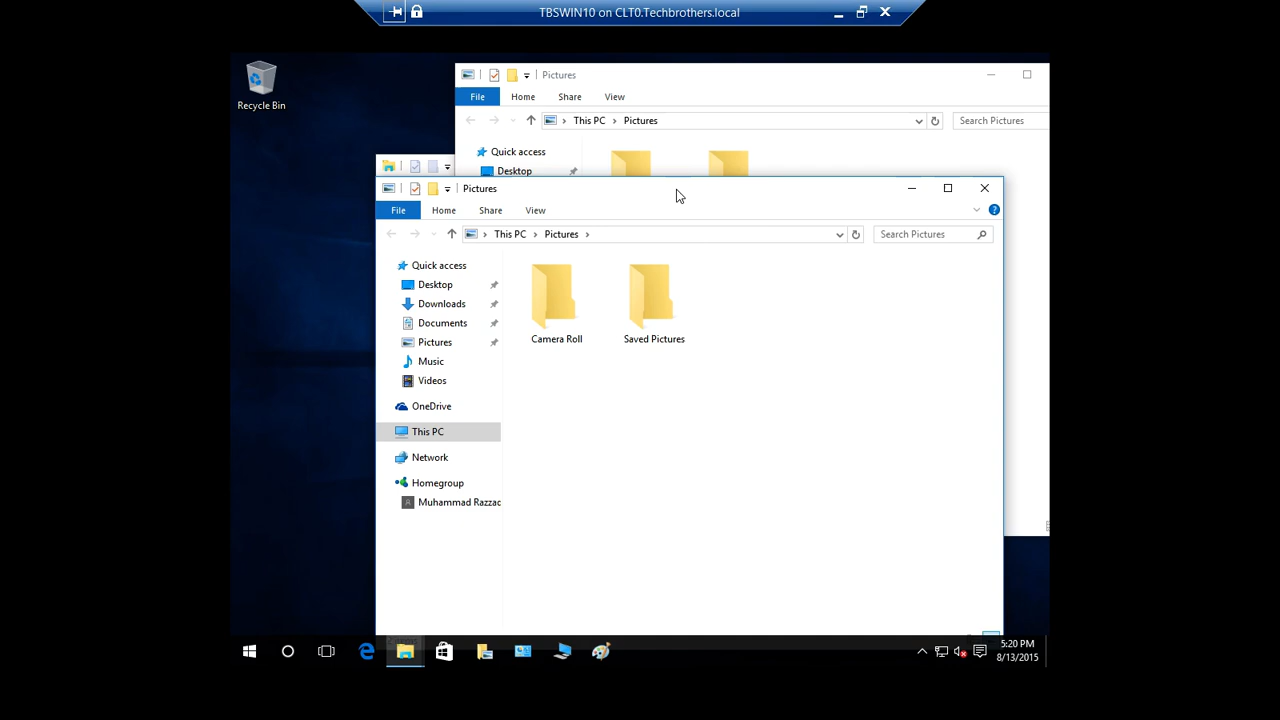 TBSWIN10 on CLT0.Techbrothers.local
Recycle Bin
Pictures
File Home Share View
This PC Pictures Search Pictures
Quick access
Desktop
Pictures
File Home Share View
This PC Pictures Search Pictures
Quick access
Desktop
Downloads
Documents
Pictures
Music
Videos
OneDrive
This PC
Network
Homegroup
Muhammad Razzac
Camera Roll Saved Pictures
5:20 PM
8/13/2015